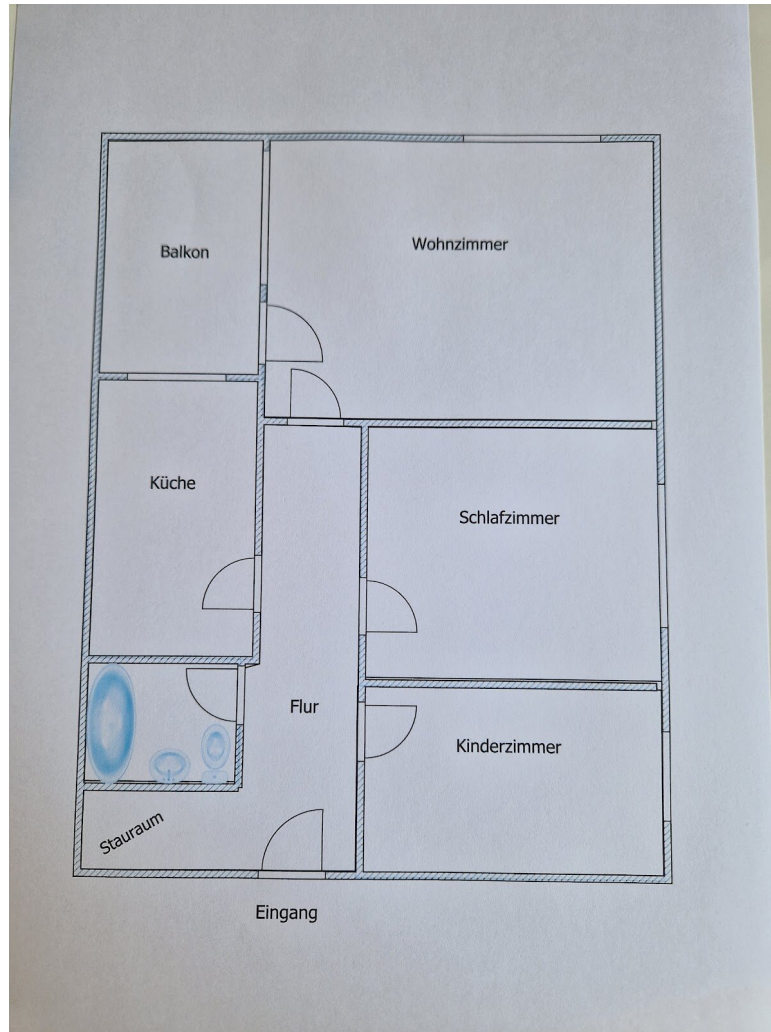 Balkon
Wohnzimmer
Küche
Schlafzimmer
Flur
Kinderzimmer
Stauraum
Eingang